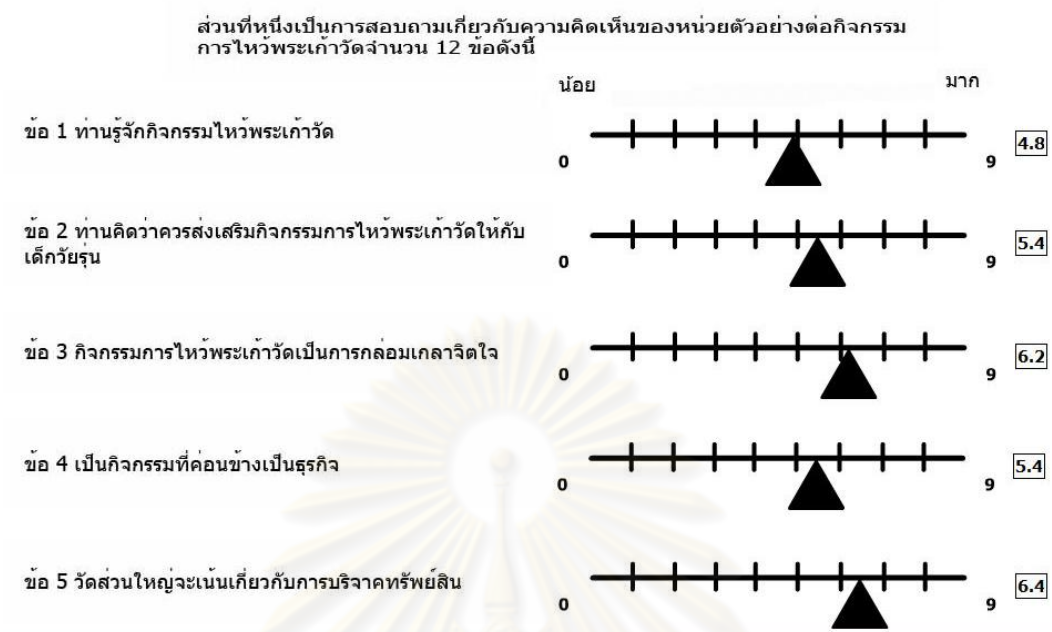 ส่วนที่หนึ่งเป็นการสอบถามเกี่ยวกับความคิดเห็นของหน่วยตัวอย่างต่อกิจกรรม
การไหว้พระเก้าวัดจำนวน 12 ข้อดังนี้
น้อย มาก
ข้อ 1 ท่านรู้จักกิจกรรมไหว้พระเก้าวัด
0 9 4.8
ข้อ 2 ท่านคิดว่าควรส่งเสริมกิจกรรมการไหว้พระเก้าวัดให้กับ
เด็กวัยรุ่น
0 9 5.4
ข้อ 3 กิจกรรมการไหว้พระเก้าวัดเป็นการกล่อมเกลาจิตใจ
0 9 6.2
ข้อ 4 เป็นกิจกรรมที่ค่อนข้างเป็นธุรกิจ
0 9 5.4
ข้อ 5 วัดส่วนใหญ่จะเน้นเกี่ยวกับการบริจาคทรัพย์สิน
0 9 6.4